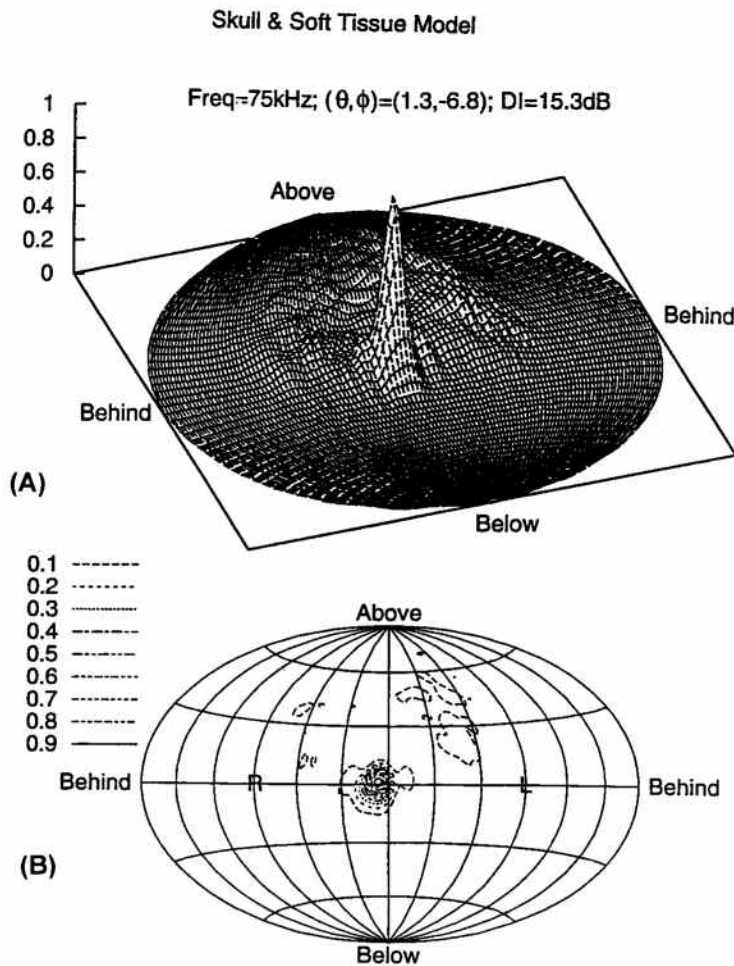 Skull & Soft Tissue Model
Freq=75kHz; (θ,ϕ)=(1.3,-6.8); DI=15.3dB
1
0.8
0.6
0.4
0.2
0
Above
Behind
Behind
Below
(A)
0.1
0.2
0.3
0.4
0.5
0.6
0.7
0.8
0.9
Above
Behind
R
L
Behind
Below
(B)